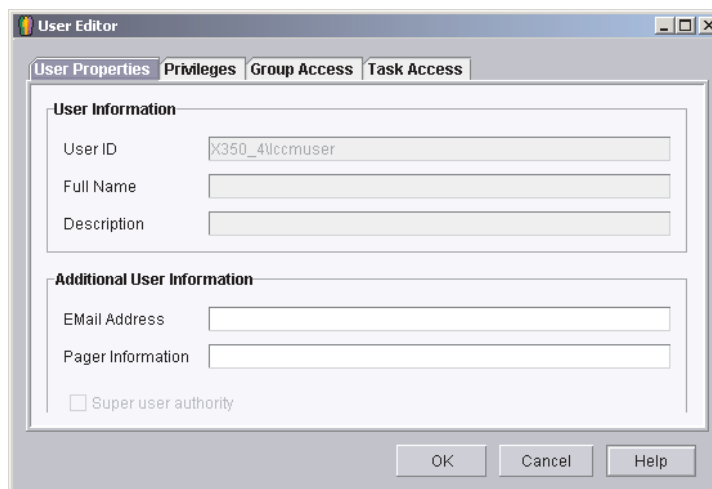 User Editor
User Properties Privileges Group Access Task Access
User Information
User ID X350_4\lccmuser
Full Name
Description
Additional User Information
EMail Address
Pager Information
Super user authority
OK Cancel Help